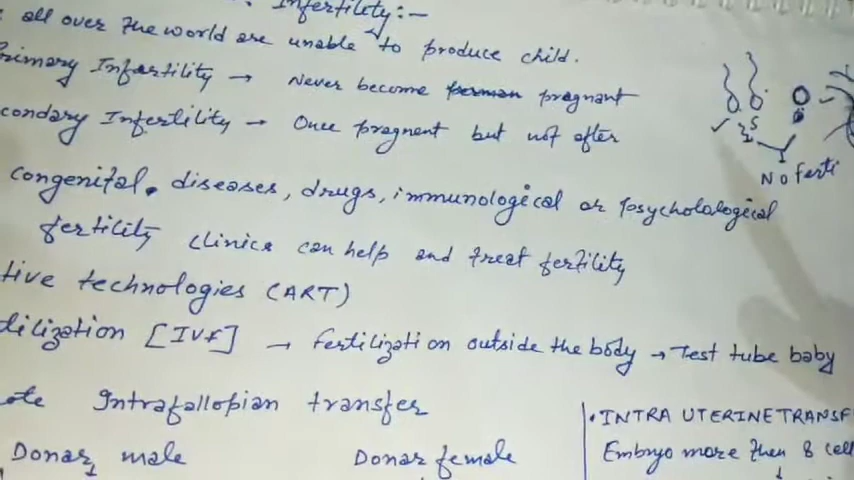 Infertility:-
all over the world are unable to produce child.
Primary Infertility → Never become pregnant
condary Infertility → Once pregnent but not after
No ferti
congenital, diseases, drugs, immunological or psycholological
fertility clinics can help and treat fertility
tive technologies (ART)
tilization [IVF] → Fertilization outside the body → Test tube baby
ote Intrafallopian transfer
• INTRA UTERINE TRANSF
Donar male Donar female
Embryo more then 8 cell